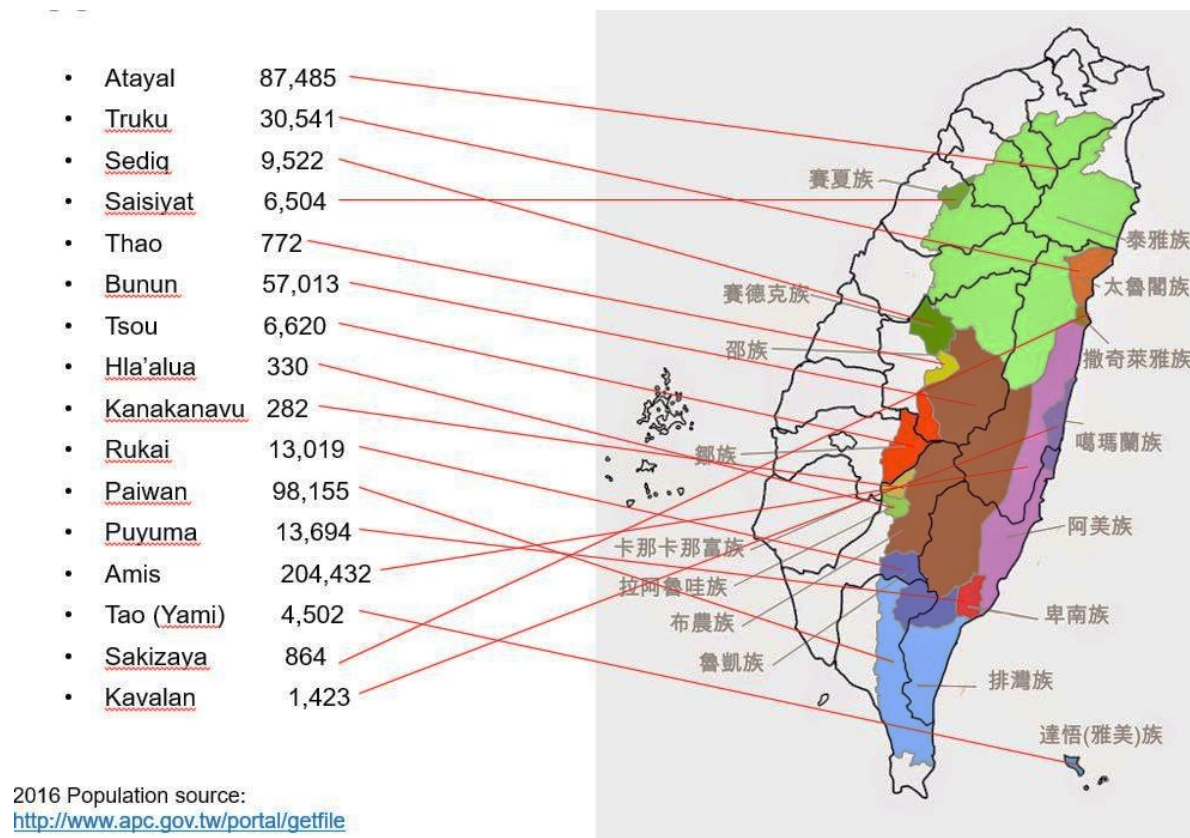 • Atayal 87,485
• Truku 30,541
• Sediq 9,522
• Saisiyat 6,504
• Thao 772
• Bunun 57,013
• Tsou 6,620
• Hla'alua 330
• Kanakanavu 282
• Rukai 13,019
• Paiwan 98,155
• Puyuma 13,694
• Amis 204,432
• Tao (Yami) 4,502
• Sakizaya 864
• Kavalan 1,423
2016 Population source:
http://www.apc.gov.tw/portal/getfile
賽夏族
泰雅族
太魯閣族
賽德克族
撒奇萊雅族
邵族
噶瑪蘭族
鄒族
阿美族
卡那卡那富族
拉阿魯哇族
卑南族
布農族
魯凱族
排灣族
達悟(雅美)族